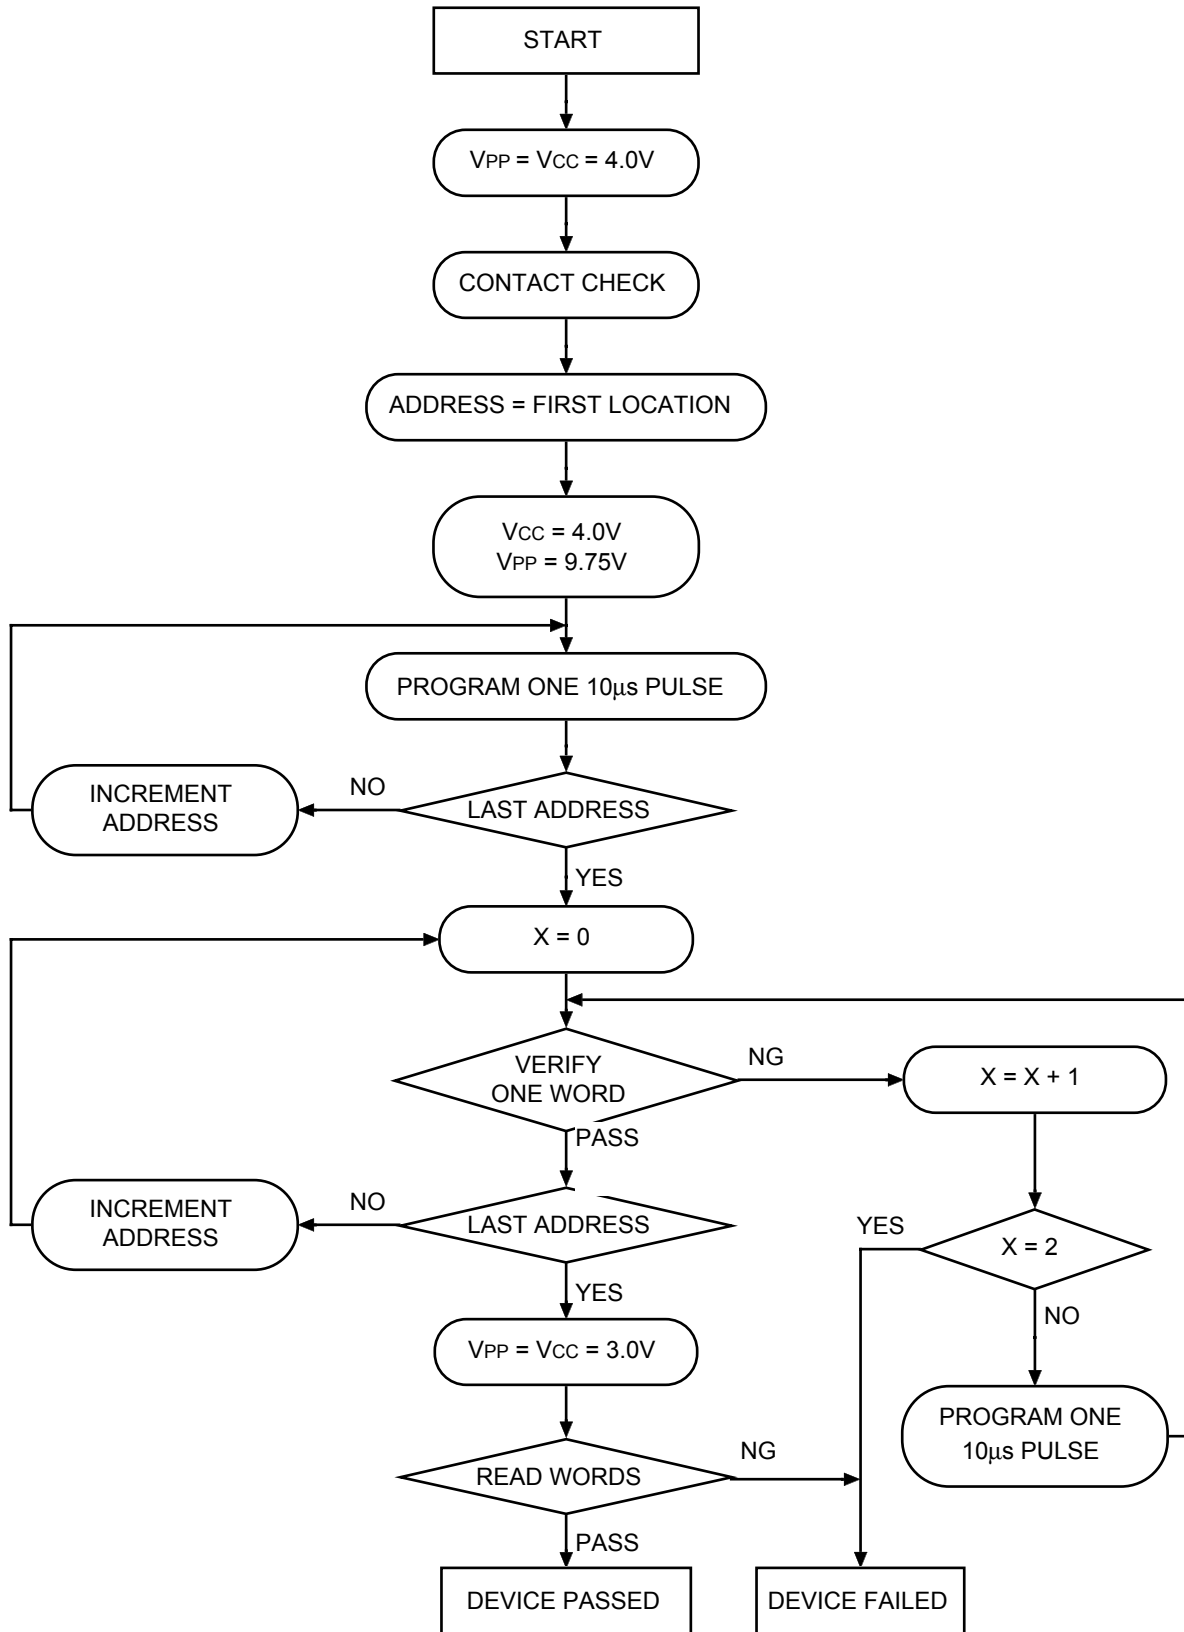 START
VPP = VCC = 4.0V
CONTACT CHECK
ADDRESS = FIRST LOCATION
VCC = 4.0V
VPP = 9.75V
PROGRAM ONE 10μs PULSE
INCREMENT
ADDRESS
NO
LAST ADDRESS
YES
X = 0
VERIFY
ONE WORD
NG
X = X + 1
PASS
INCREMENT
ADDRESS
NO
LAST ADDRESS
YES
X = 2
YES
NO
VPP = VCC = 3.0V
PROGRAM ONE
10μs PULSE
READ WORDS
NG
PASS
DEVICE PASSED
DEVICE FAILED